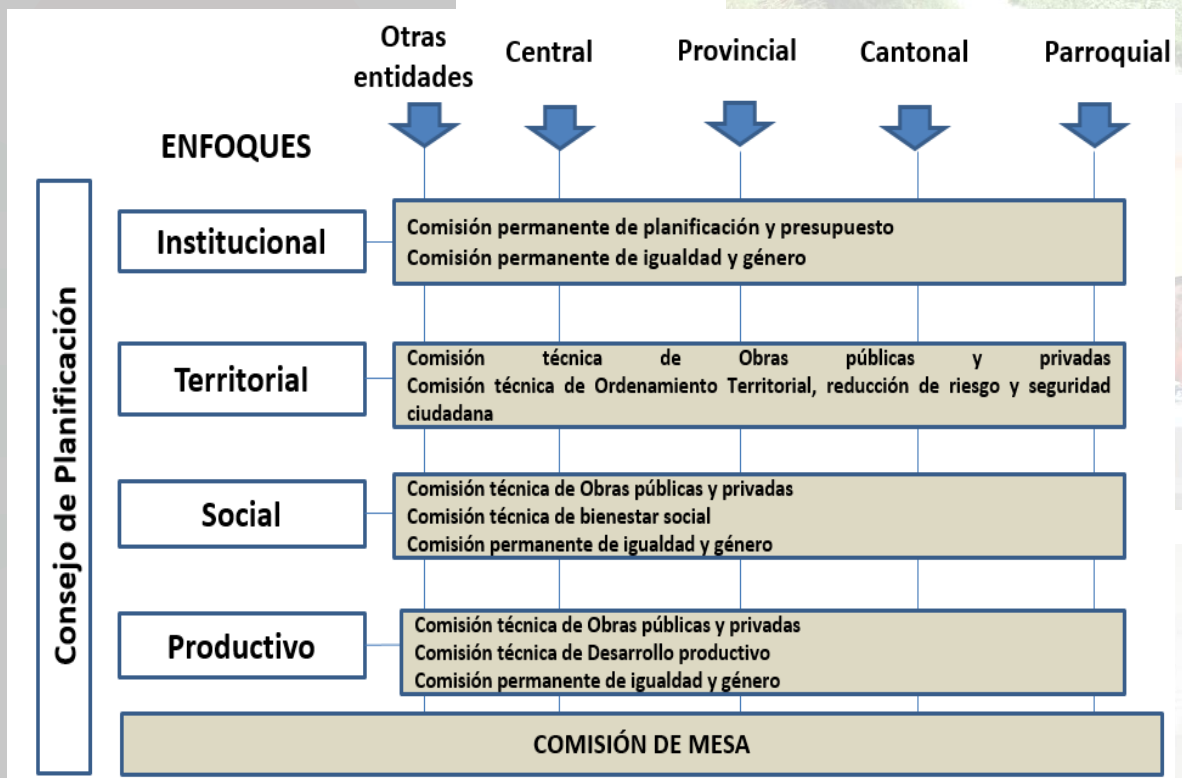 Otras
entidades
Central
Provincial
Cantonal
Parroquial
ENFOQUES
Consejo de Planificación
Institucional
Comisión permanente de planificación y presupuesto
Comisión permanente de igualdad y género
Territorial
Comisión técnica de Obras públicas y privadas
Comisión técnica de Ordenamiento Territorial, reducción de riesgo y seguridad
ciudadana
Social
Comisión técnica de Obras públicas y privadas
Comisión técnica de bienestar social
Comisión permanente de igualdad y género
Productivo
Comisión técnica de Obras públicas y privadas
Comisión técnica de Desarrollo productivo
Comisión permanente de igualdad y género
COMISIÓN DE MESA